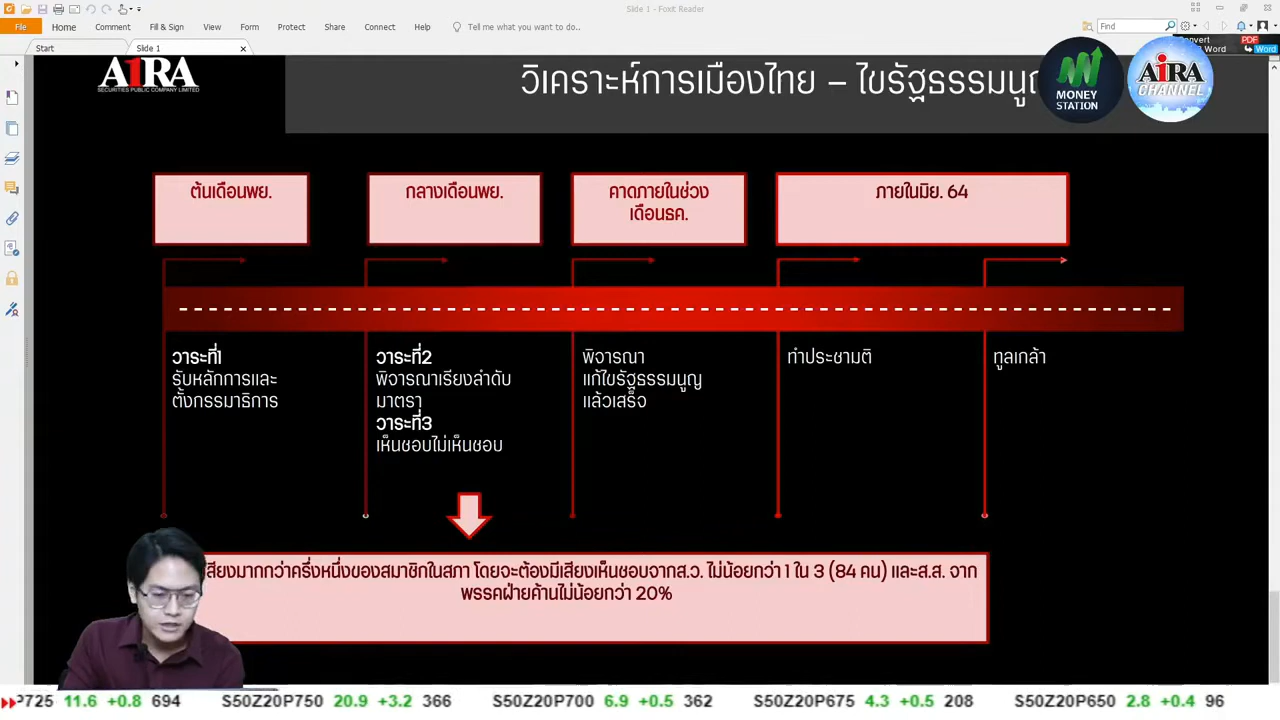 Slide 1 - Foxit Reader
File Home Comment Fill & Sign View Form Protect Share Connect Help Tell me what you want to do.. Find
Start Slide 1
PDF
Word Word
A1RA
SECURITIES PUBLIC COMPANY LIMITED
วิเคราะห์การเมืองไทย – ไขรัฐธรรมนูญ
MONEY
STATION
AiRA
CHANNEL
ต้นเดือนพย.
กลางเดือนพย.
คาดภายในช่วง
เดือนธค.
ภายในมิย. 64
วาระที่1
รับหลักการและ
ตั้งกรรมาธิการ
วาระที่2
พิจารณาเรียงลำดับ
มาตรา
วาระที่3
เห็นชอบไม่เห็นชอบ
พิจารณา
แก้ไขรัฐธรรมนูญ
แล้วเสร็จ
ทำประชามติ
ทูลเกล้า
เสียงมากกว่าครึ่งหนึ่งของสมาชิกในสภา โดยจะต้องมีเสียงเห็นชอบจากส.ว. ไม่น้อยกว่า 1 ใน 3 (84 คน) และส.ส. จาก
พรรคฝ่ายค้านไม่น้อยกว่า 20%
P725 11.6 +0.8 694 S50Z20P750 20.9 +3.2 366 S50Z20P700 6.9 +0.5 362 S50Z20P675 4.3 +0.5 208 S50Z20P650 2.8 +0.4 96